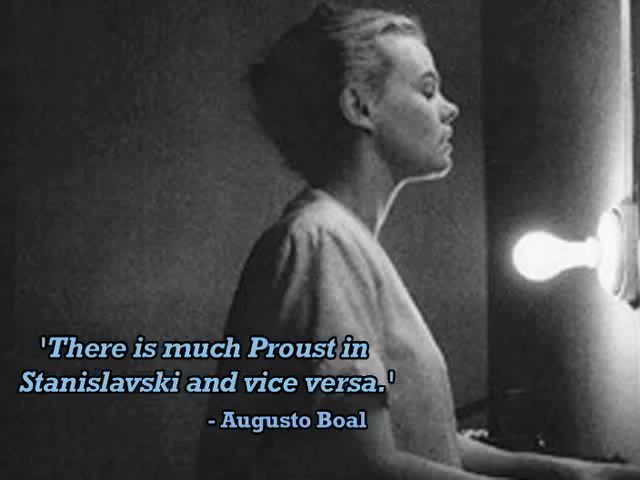 'There is much Proust in
Stanislavski and vice versa.'
- Augusto Boal